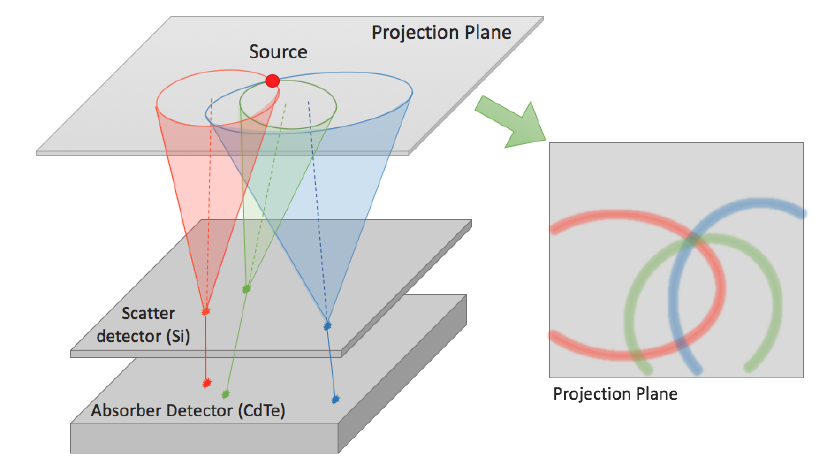 Projection Plane
Source
Scatter
detector (Si)
Absorber Detector (CdTe)
Projection Plane